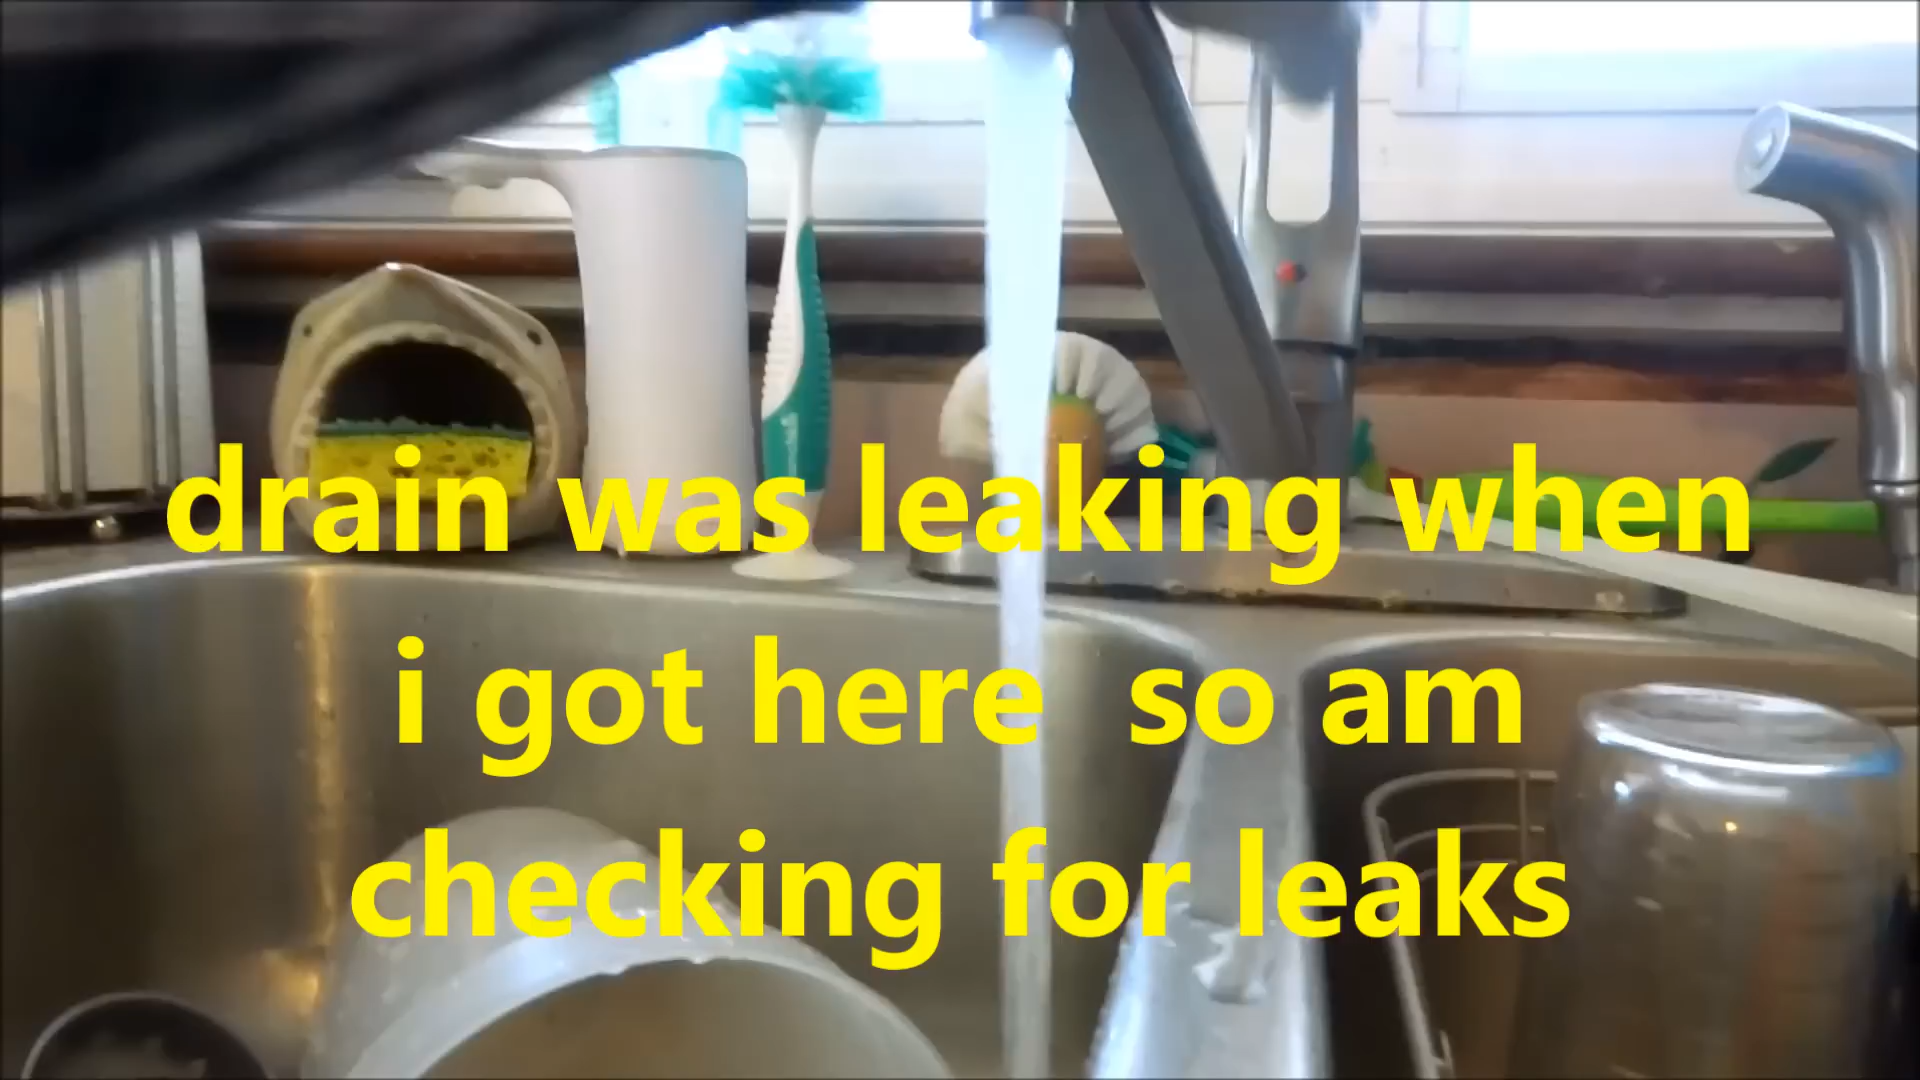 drain was leaking when
i got here  so am
checking for leaks